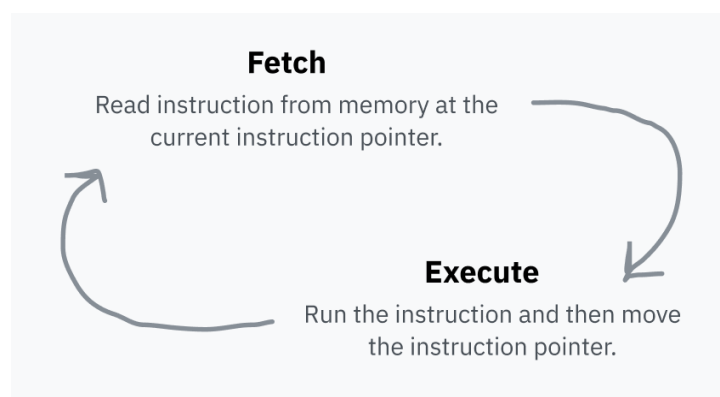 Fetch
Read instruction from memory at the
current instruction pointer.
Execute
Run the instruction and then move
the instruction pointer.